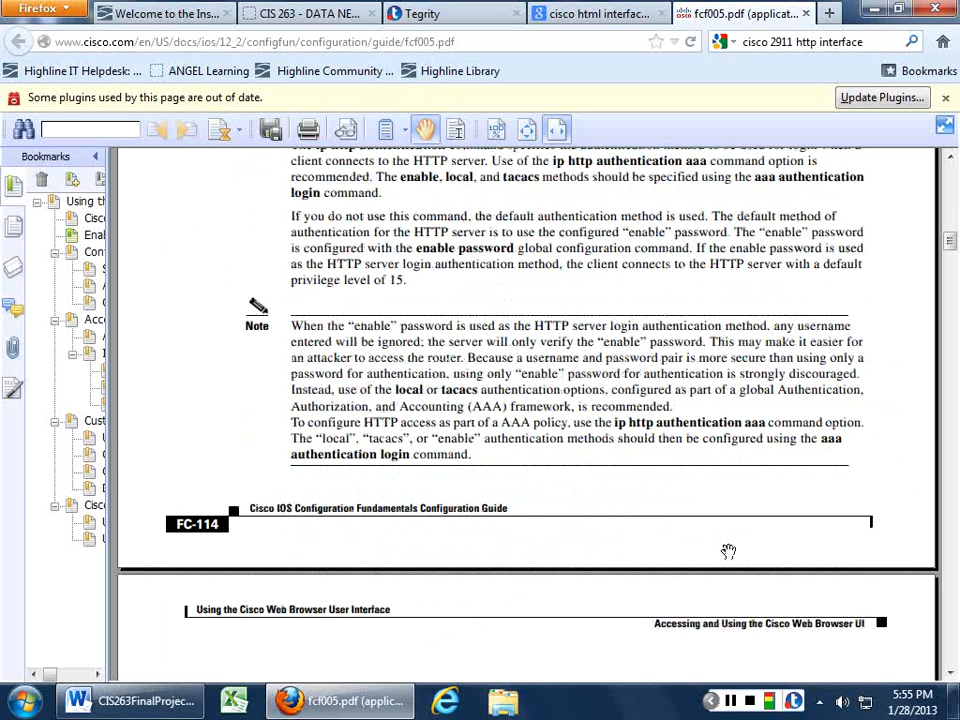 Firefox
Welcome to the Ins...
CIS 263 - DATA NE...
Tegrity
cisco html interfac...
fcf005.pdf (applicat...
www.cisco.com/en/US/docs/ios/12_2/configfun/configuration/guide/fcf005.pdf
cisco 2911 http interface
Highline IT Helpdesk: ...
ANGEL Learning
Highline Community ...
Highline Library
Bookmarks
Some plugins used by this page are out of date.
Update Plugins...
Bookmarks
Using th
Cisc
Enal
Con
S
A
C
Acce
A
I
Cust
U
C
C
D
Cisc
U
U
client connects to the HTTP server. Use of the ip http authentication aaa command option is
recommended. The enable, local, and tacacs methods should be specified using the aaa authentication
login command.
If you do not use this command, the default authentication method is used. The default method of
authentication for the HTTP server is to use the configured “enable” password. The “enable” password
is configured with the enable password global configuration command. If the enable password is used
as the HTTP server login authentication method, the client connects to the HTTP server with a default
privilege level of 15.
Note
When the “enable” password is used as the HTTP server login authentication method, any username
entered will be ignored; the server will only verify the “enable” password. This may make it easier for
an attacker to access the router. Because a username and password pair is more secure than using only a
password for authentication, using only “enable” password for authentication is strongly discouraged.
Instead, use of the local or tacacs authentication options, configured as part of a global Authentication,
Authorization, and Accounting (AAA) framework, is recommended.
To configure HTTP access as part of a AAA policy, use the ip http authentication aaa command option.
The “local”, “tacacs”, or “enable” authentication methods should then be configured using the aaa
authentication login command.
Cisco IOS Configuration Fundamentals Configuration Guide
FC-114
Using the Cisco Web Browser User Interface
Accessing and Using the Cisco Web Browser UI
CIS263FinalProjec...
fcf005.pdf (applic...
5:55 PM
1/28/2013